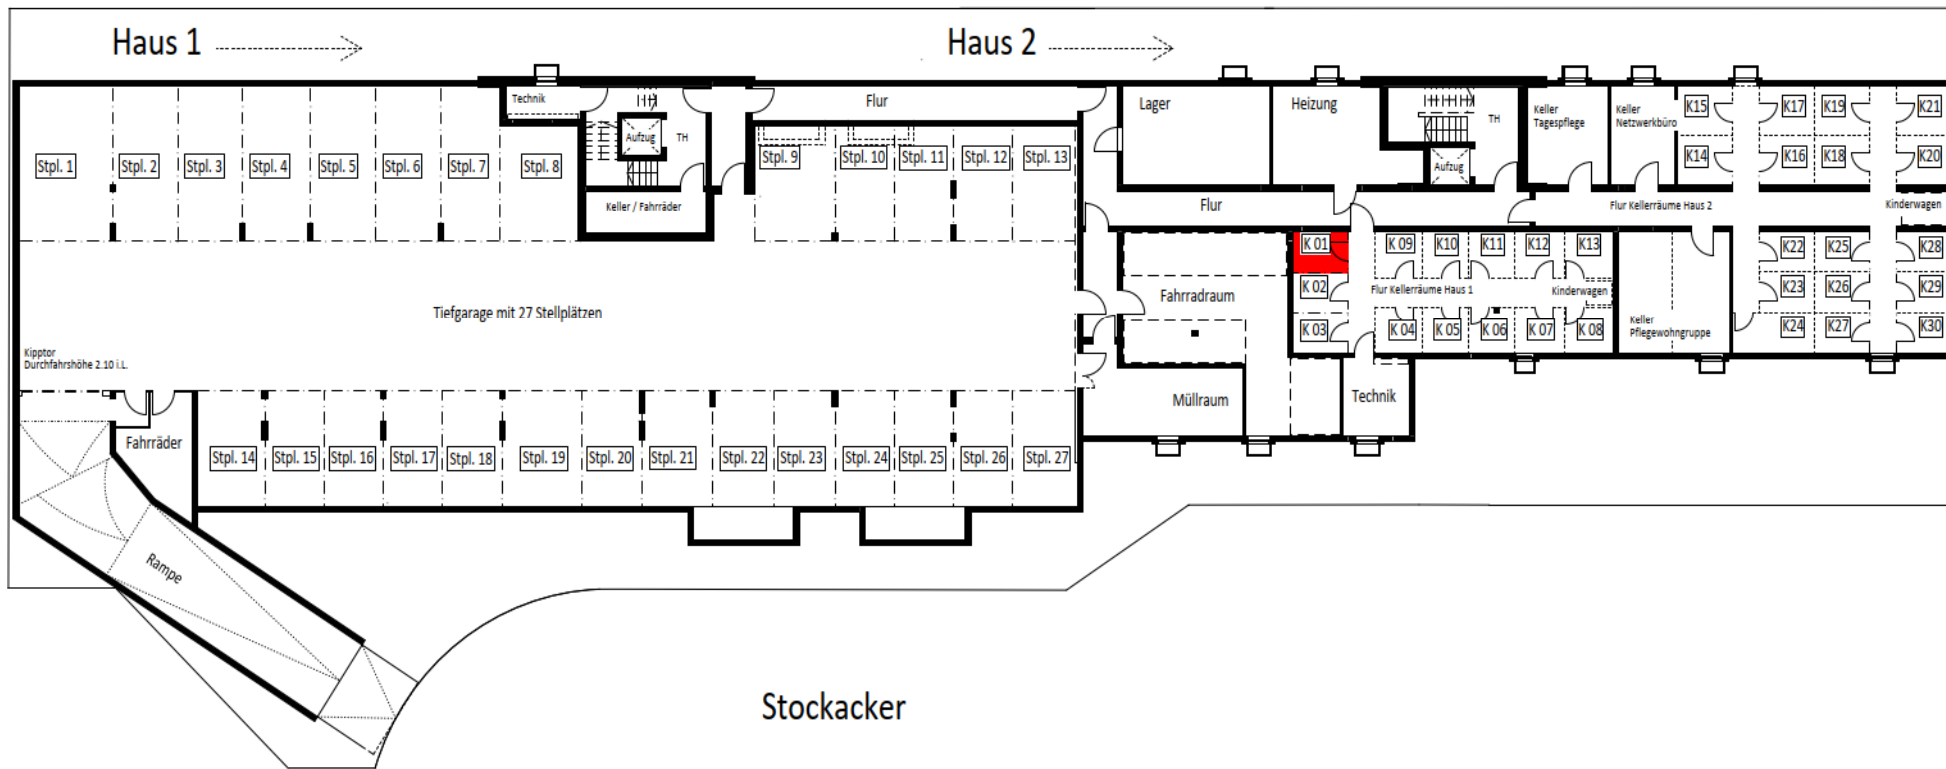 Haus 1
Haus 2
Technik
Aufzug
TH
Flur
Lager
Heizung
TH
Aufzug
Keller
Tagespflege
Keller
Netzwerkbüro
K15
K17
K19
K21
K14
K16
K18
K20
Stpl. 1
Stpl. 2
Stpl. 3
Stpl. 4
Stpl. 5
Stpl. 6
Stpl. 7
Stpl. 8
Stpl. 9
Stpl. 10
Stpl. 11
Stpl. 12
Stpl. 13
Keller / Fahrräder
Flur
Flur Kellerräume Haus 2
Kinderwagen
K 01
K 09
K10
K11
K12
K13
K22
K25
K28
K 02
Flur Kellerräume Haus 1
Kinderwagen
K23
K26
K29
K 03
K 04
K 05
K 06
K 07
K 08
Keller
Pflegewohngruppe
K24
K27
K30
Fahrradraum
Tiefgarage mit 27 Stellplätzen
Kipptor
Durchfahrshöhe 2.10 i.L.
Müllraum
Technik
Fahrräder
Stpl. 14
Stpl. 15
Stpl. 16
Stpl. 17
Stpl. 18
Stpl. 19
Stpl. 20
Stpl. 21
Stpl. 22
Stpl. 23
Stpl. 24
Stpl. 25
Stpl. 26
Stpl. 27
Rampe
Stockacker